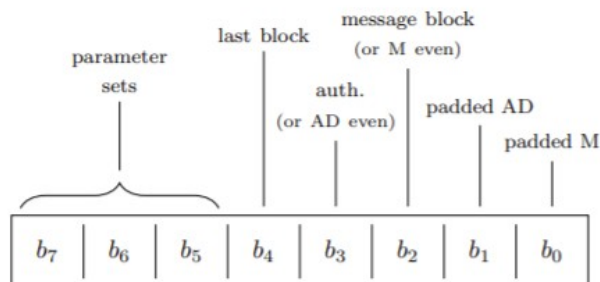 message block
(or M even)
last block
parameter
sets
auth.
(or AD even)
padded AD
padded M
b₇ b₆ b₅ b₄ b₃ b₂ b₁ b₀